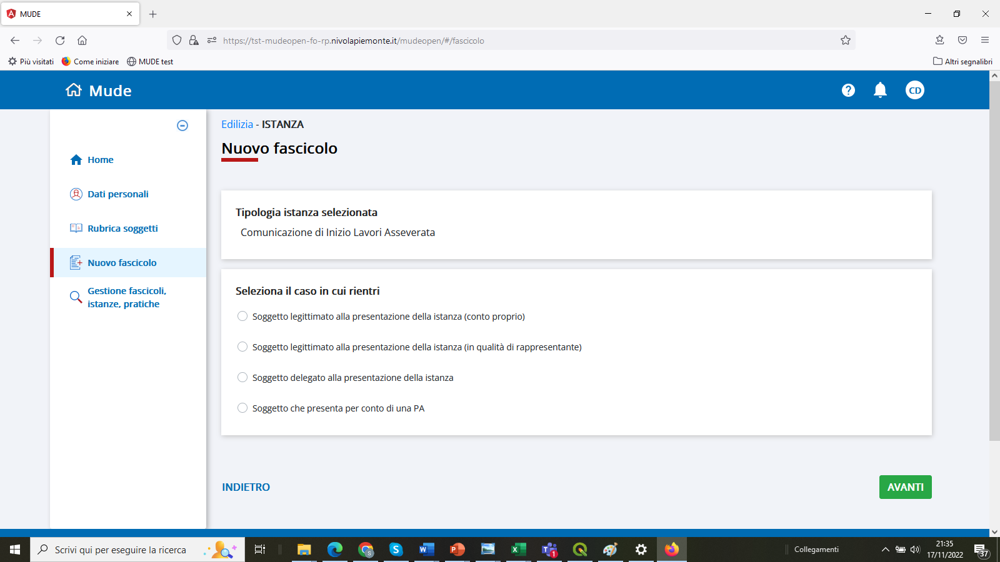 MUDE
https://tst-mudeopen-fo-rp.nivolapiemonte.it/mudeopen/#/fascicolo
Più visitati
Come iniziare
MUDE test
Altri segnalibri
Mude
?
CD
Edilizia - ISTANZA
Nuovo fascicolo
Home
Dati personali
Rubrica soggetti
Nuovo fascicolo
Gestione fascicoli,
istanze, pratiche
Tipologia istanza selezionata
Comunicazione di Inizio Lavori Asseverata
Seleziona il caso in cui rientri
Soggetto legittimato alla presentazione della istanza (conto proprio)
Soggetto legittimato alla presentazione della istanza (in qualità di rappresentante)
Soggetto delegato alla presentazione della istanza
Soggetto che presenta per conto di una PA
INDIETRO
AVANTI
Scrivi qui per eseguire la ricerca
Collegamenti
21:35
17/11/2022
37